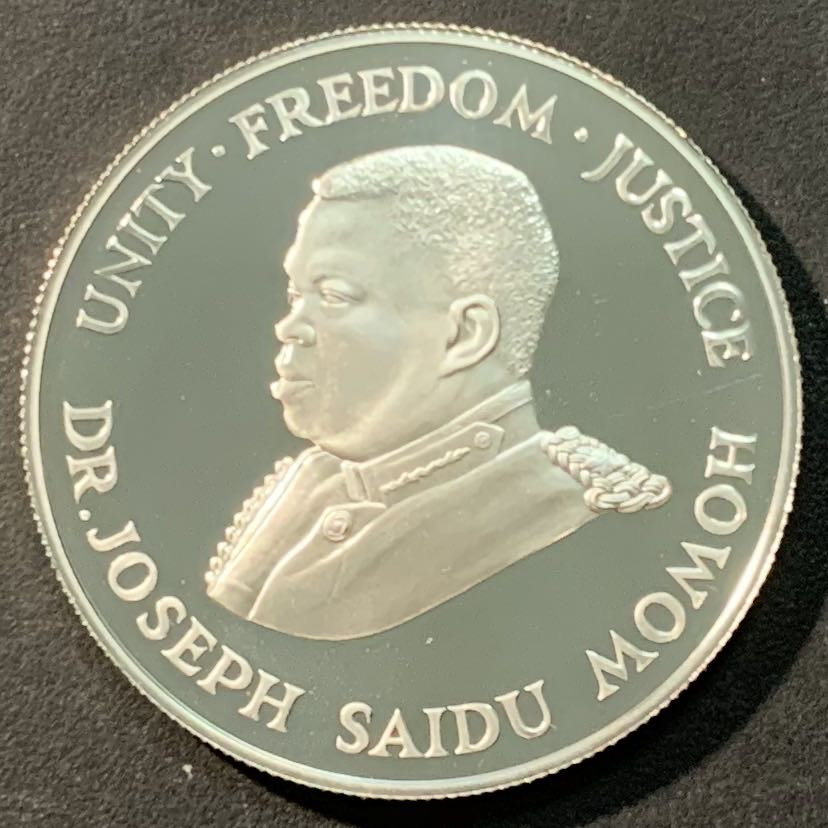 UNITY · FREEDOM · JUSTICE
DR. JOSEPH SAIDU MOMOH